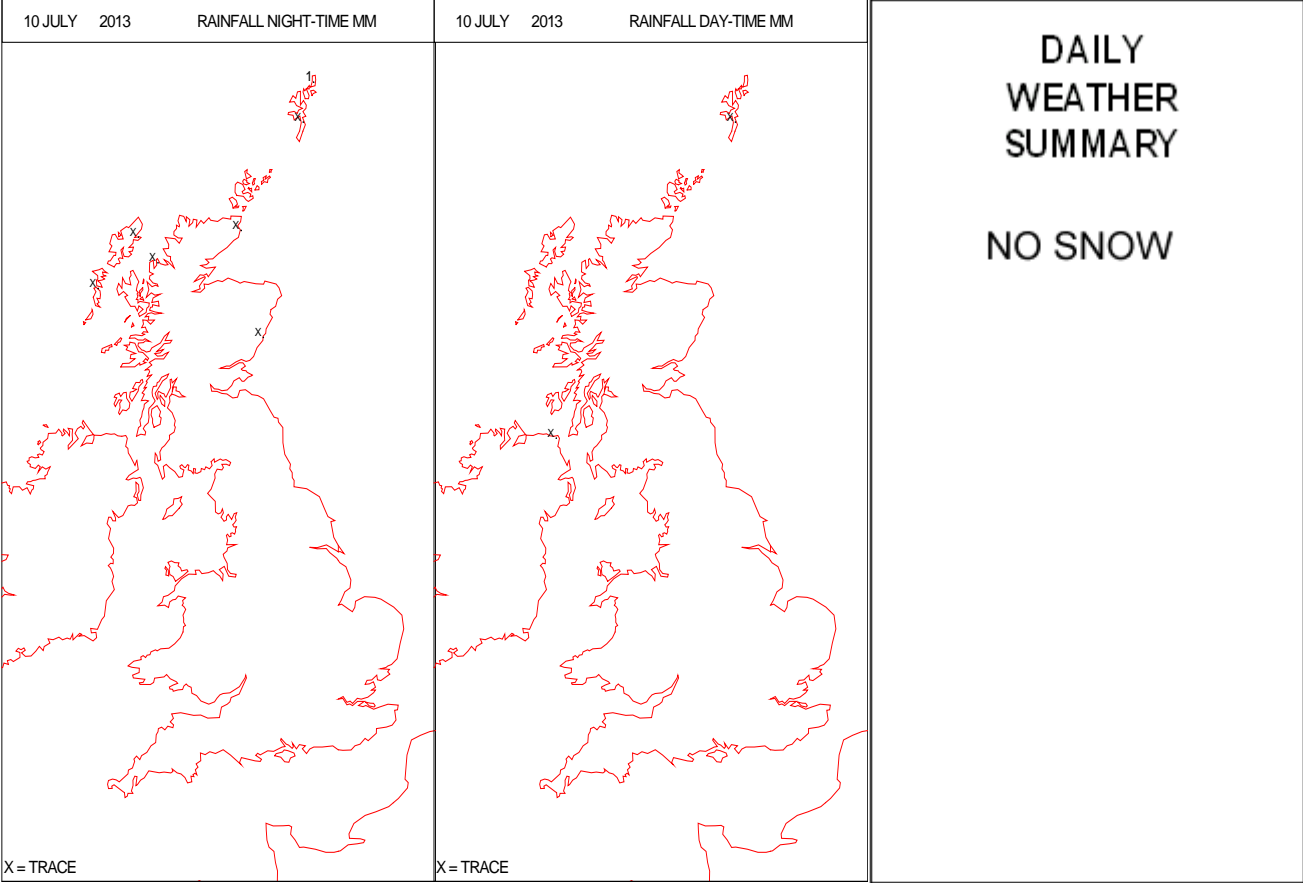 10 JULY 2013 RAINFALL NIGHT-TIME MM
1
X
X
X
X
X
X
X = TRACE
10 JULY 2013 RAINFALL DAY-TIME MM
X
X
X = TRACE
DAILY
WEATHER
SUMMARY
NO SNOW